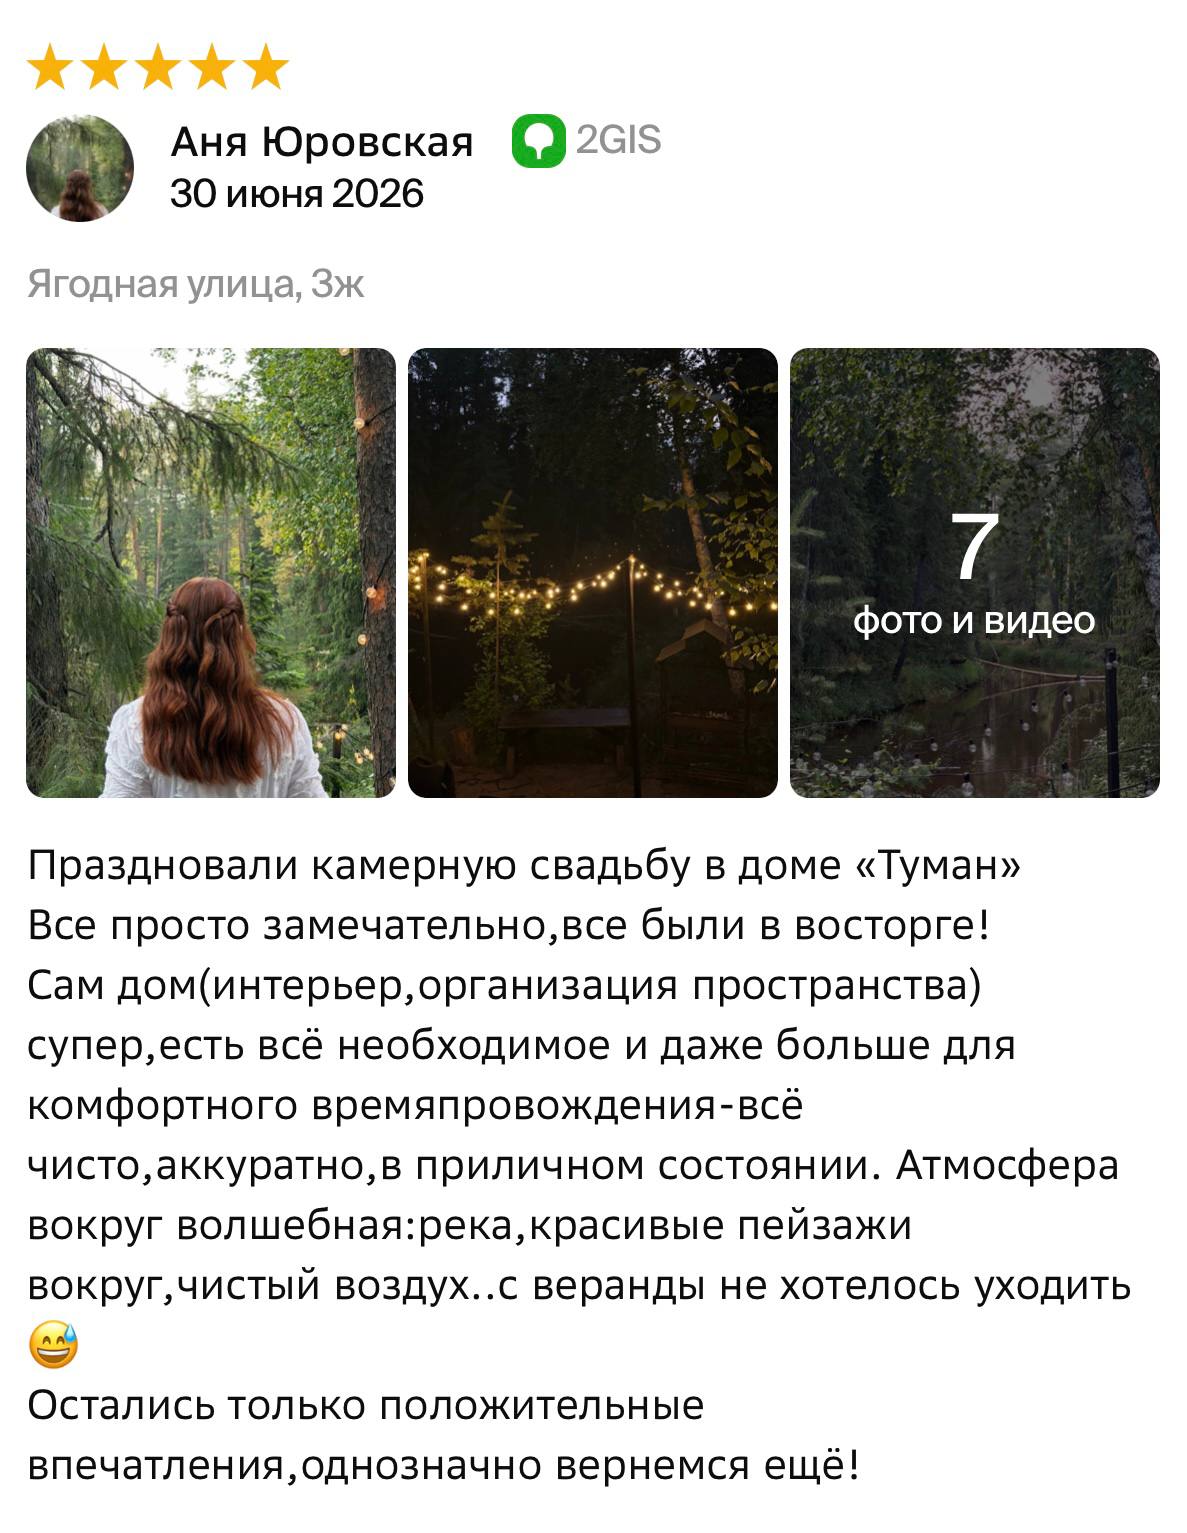 Аня Юровская
2GIS
30 июня 2026
Ягодная улица, 3ж
7
фото и видео
Праздновали камерную свадьбу в доме «Туман»
Все просто замечательно,все были в восторге!
Сам дом(интерьер,организация пространства)
супер,есть всё необходимое и даже больше для
комфортного времяпровождения-всё
чисто,аккуратно,в приличном состоянии. Атмосфера
вокруг волшебная:река,красивые пейзажи
вокруг,чистый воздух..с веранды не хотелось уходить
😅
Остались только положительные
впечатления,однозначно вернемся ещё!